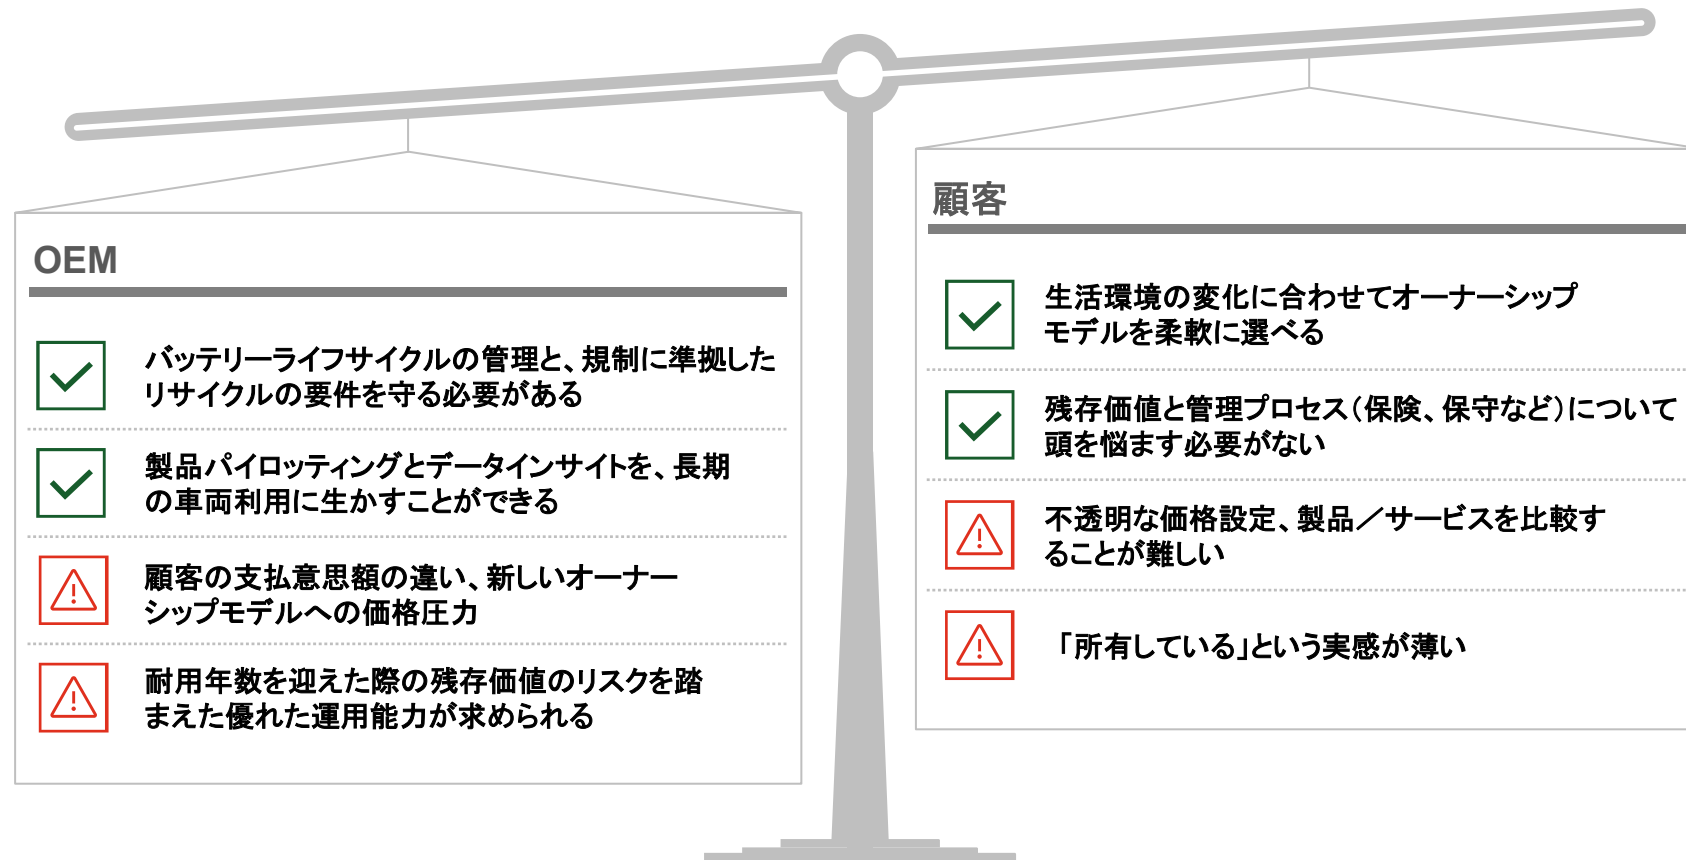 OEM
バッテリーライフサイクルの管理と、規制に準拠した
リサイクルの要件を守る必要がある
製品パイロッティングとデータインサイトを、長期
の車両利用に生かすことができる
顧客の支払意思額の違い、新しいオーナー
シップモデルへの価格圧力
耐用年数を迎えた際の残存価値のリスクを踏
まえた優れた運用能力が求められる
顧客
生活環境の変化に合わせてオーナーシップ
モデルを柔軟に選べる
残存価値と管理プロセス（保険、保守など）について
頭を悩ます必要がない
不透明な価格設定、製品／サービスを比較す
ることが難しい
「所有している」という実感が薄い